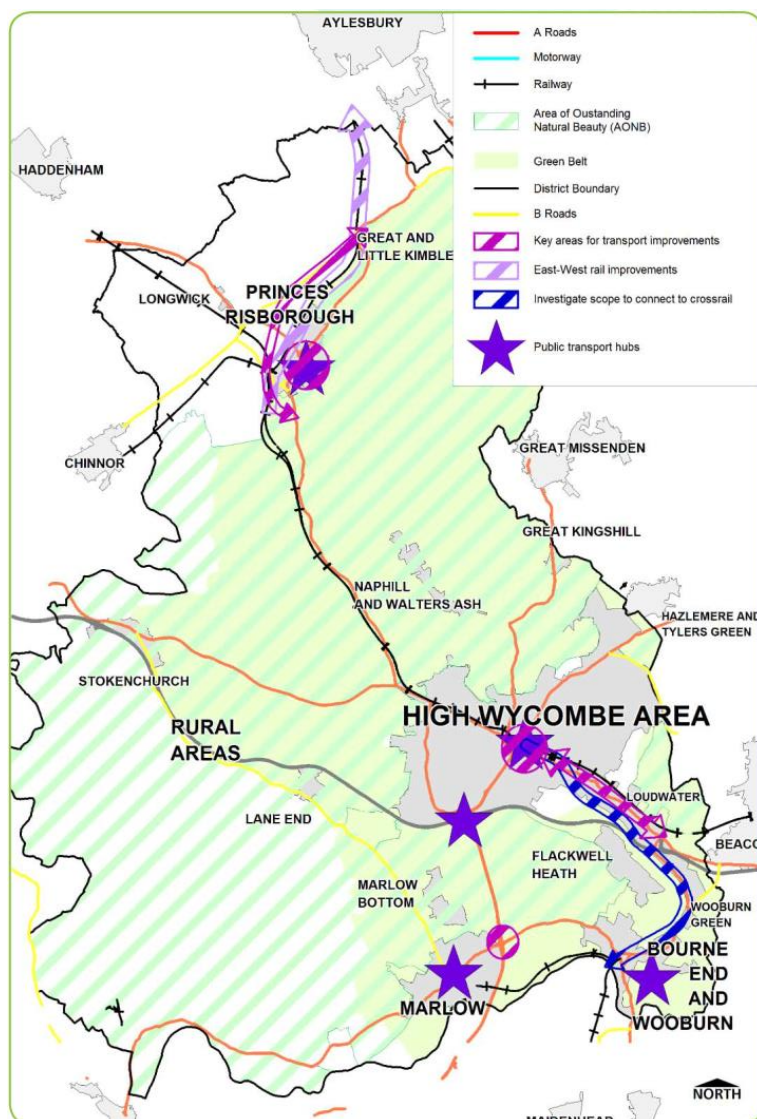 AYLESBURY
A Roads
Motorway
Railway
Area of Oustanding
Natural Beauty (AONB)
Green Belt
District Boundary
B Roads
Key areas for transport improvements
East-West rail improvements
Investigate scope to connect to crossrail
Public transport hubs
HADDENHAM
GREAT AND
LITTLE KIMBLE
LONGWICK
PRINCES
RISBOROUGH
CHINNOR
GREAT MISSENDEN
GREAT KINGSHILL
NAPHILL
AND WALTERS ASH
HAZLEMERE AND
TYLERS GREEN
STOKENCHURCH
HIGH WYCOMBE AREA
RURAL
AREAS
LOUDWATER
LANE END
BEACO
FLACKWELL
HEATH
MARLOW
BOTTOM
WOOBURN
GREEN
BOURNE
END
AND
WOOBURN
MARLOW
NORTH